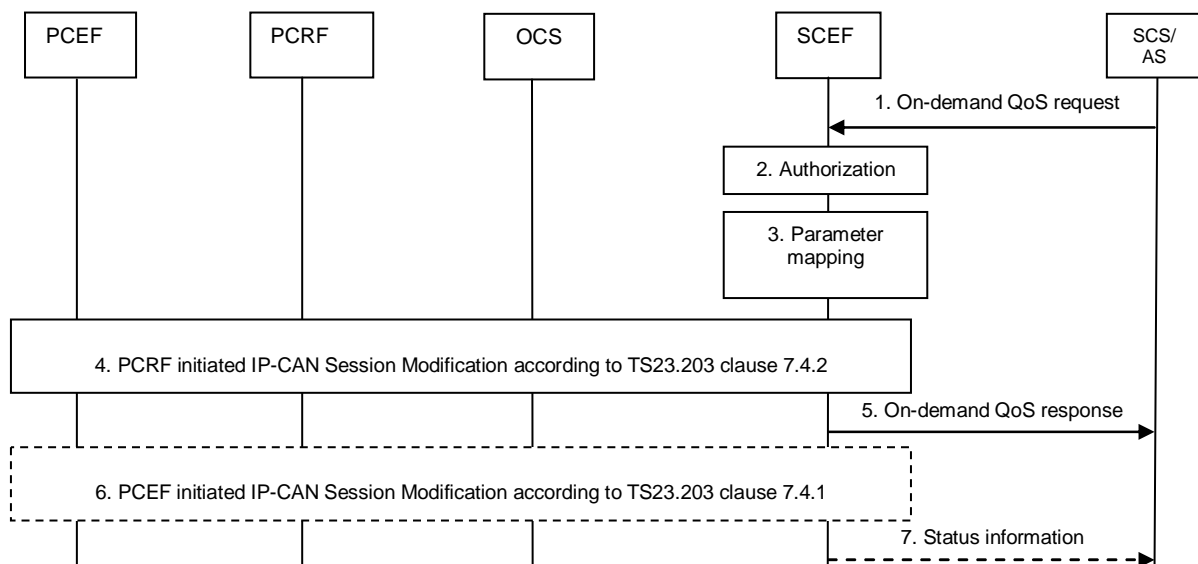 PCEF
PCRF
OCS
SCEF
SCS/
AS
1. On-demand QoS request
2. Authorization
3. Parameter
mapping
4. PCRF initiated IP-CAN Session Modification according to TS23.203 clause 7.4.2
5. On-demand QoS response
6. PCEF initiated IP-CAN Session Modification according to TS23.203 clause 7.4.1
7. Status information